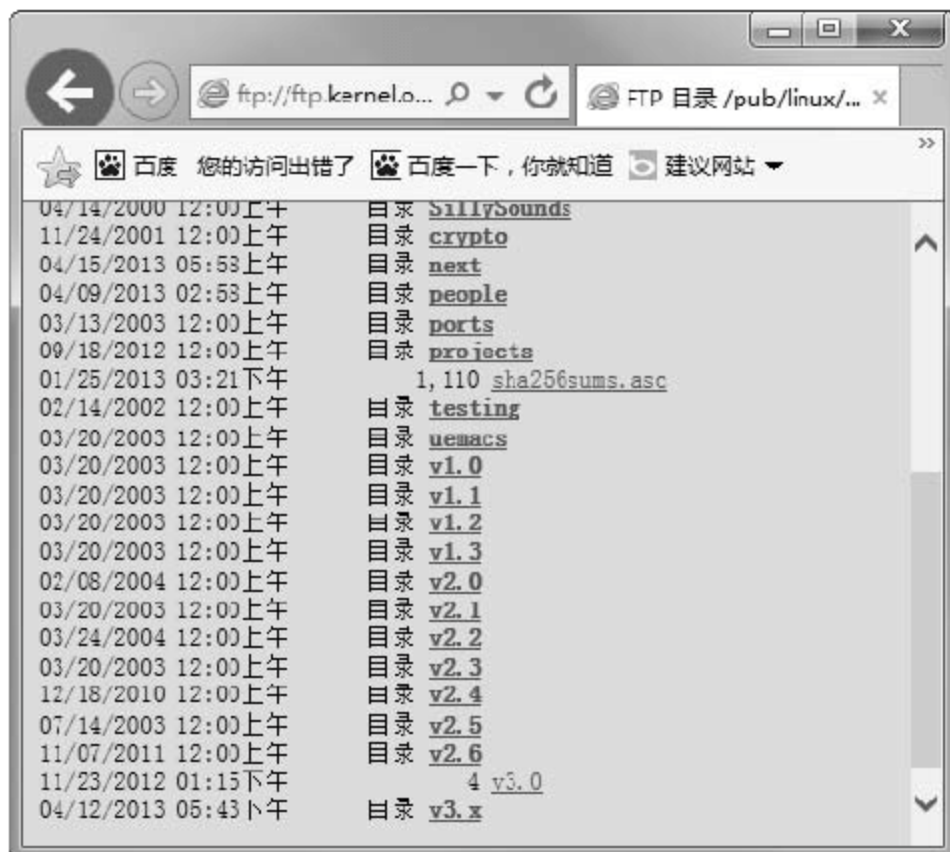 ftp://ftp.kernel.o... FTP 目录 /pub/linux/...
百度 您的访问出错了 百度一下，你就知道 建议网站
04/14/2000 12:00上午 目录 SillySounds
11/24/2001 12:00上午 目录 crypto
04/15/2013 05:58上午 目录 next
04/09/2013 02:58上午 目录 people
03/13/2003 12:00上午 目录 ports
09/18/2012 12:00上午 目录 projects
01/25/2013 03:21下午 1,110 sha256sums.asc
02/14/2002 12:00上午 目录 testing
03/20/2003 12:00上午 目录 uemacs
03/20/2003 12:00上午 目录 v1.0
03/20/2003 12:00上午 目录 v1.1
03/20/2003 12:00上午 目录 v1.2
03/20/2003 12:00上午 目录 v1.3
02/08/2004 12:00上午 目录 v2.0
03/20/2003 12:00上午 目录 v2.1
03/24/2004 12:00上午 目录 v2.2
03/20/2003 12:00上午 目录 v2.3
12/18/2010 12:00上午 目录 v2.4
07/14/2003 12:00上午 目录 v2.5
11/07/2011 12:00上午 目录 v2.6
11/23/2012 01:15下午 4 v3.0
04/12/2013 05:43下午 目录 v3.x